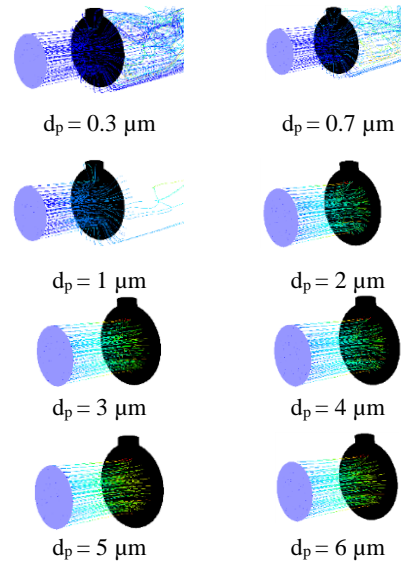 dₚ = 0.3 µm dₚ = 0.7 µm
dₚ = 1 µm dₚ = 2 µm
dₚ = 3 µm dₚ = 4 µm
dₚ = 5 µm dₚ = 6 µm